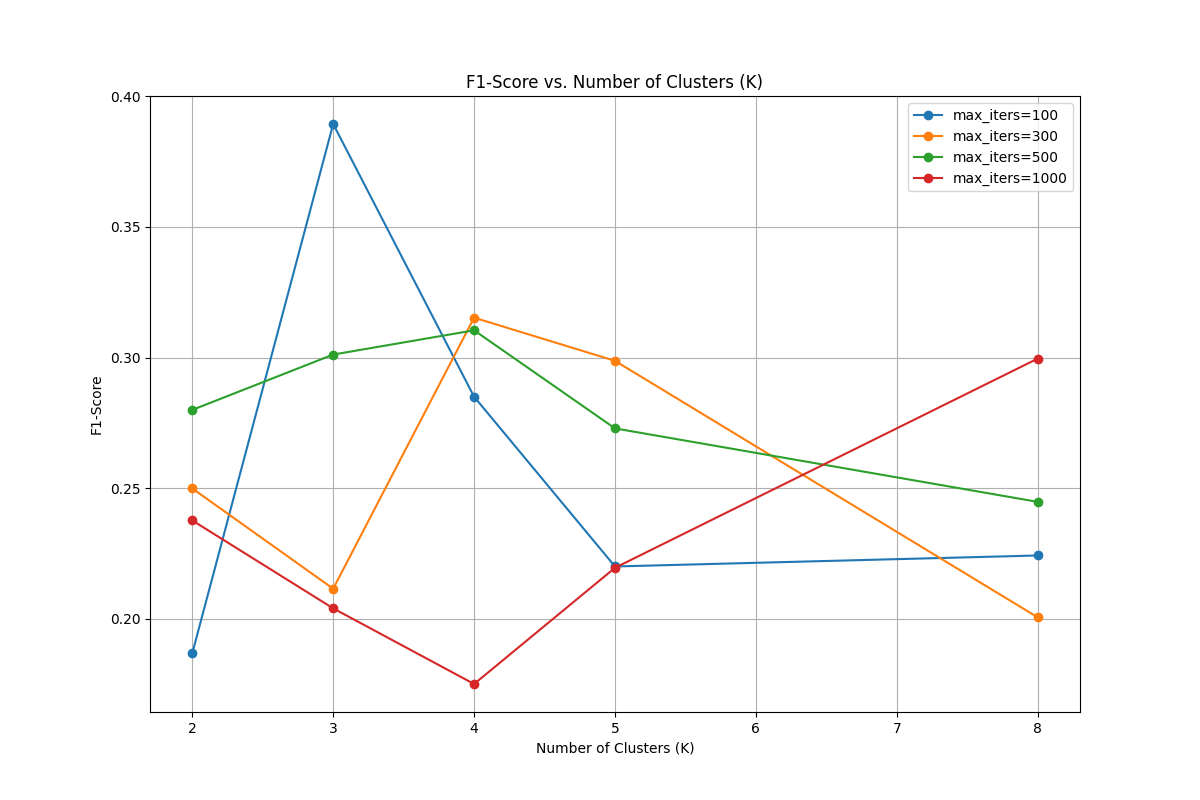 F1-Score vs. Number of Clusters (K)
max_iters=100
max_iters=300
max_iters=500
max_iters=1000
F1-Score
0.40
0.35
0.30
0.25
0.20
2 3 4 5 6 7 8
Number of Clusters (K)